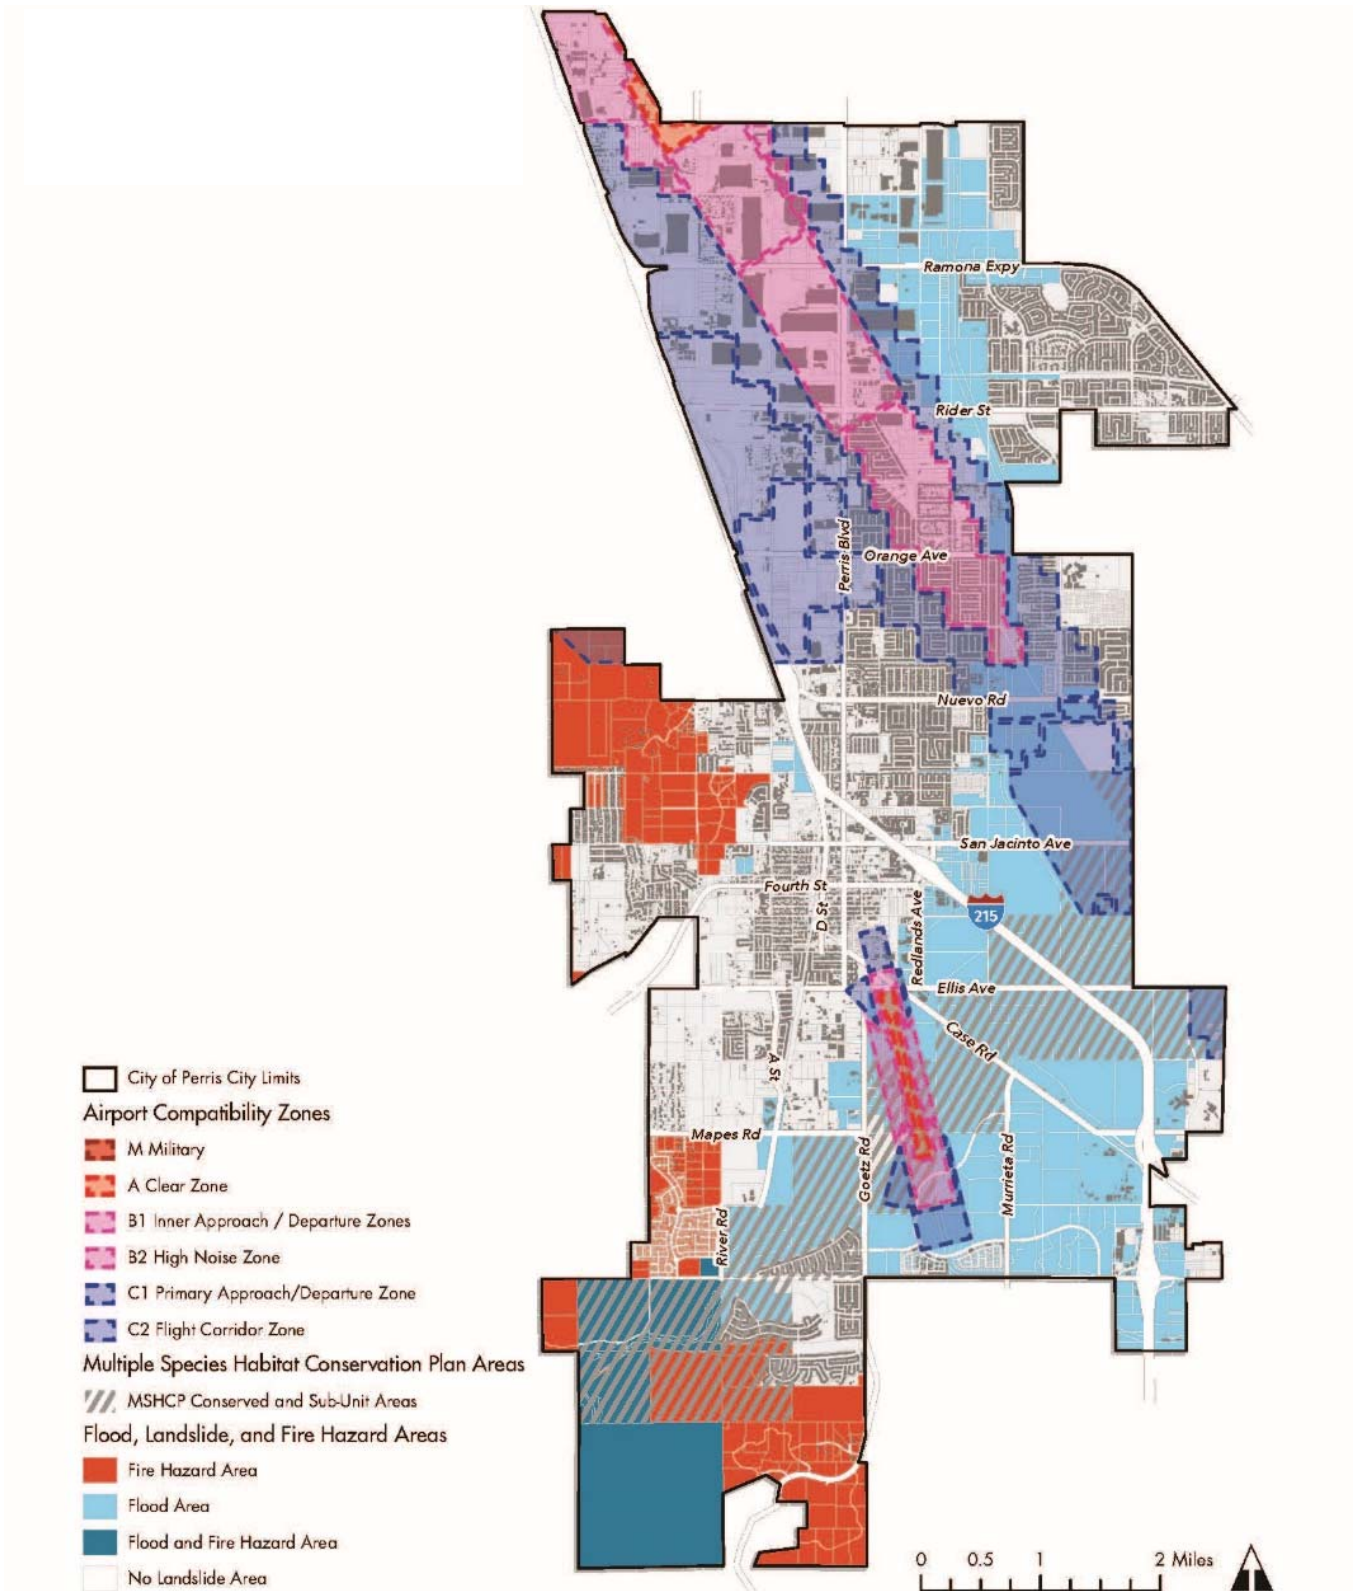 Ramona Expy
Rider St
Perris Blvd
Orange Ave
Nuevo Rd
San Jacinto Ave
Fourth St
D St
Redlands Ave
215
Ellis Ave
Case Rd
A St
Mapes Rd
Goetz Rd
Murrieta Rd
River Rd
City of Perris City Limits
Airport Compatibility Zones
M Military
A Clear Zone
B1 Inner Approach / Departure Zones
B2 High Noise Zone
C1 Primary Approach/Departure Zone
C2 Flight Corridor Zone
Multiple Species Habitat Conservation Plan Areas
MSHCP Conserved and Sub-Unit Areas
Flood, Landslide, and Fire Hazard Areas
Fire Hazard Area
Flood Area
Flood and Fire Hazard Area
No Landslide Area
0 0.5 1 2 Miles